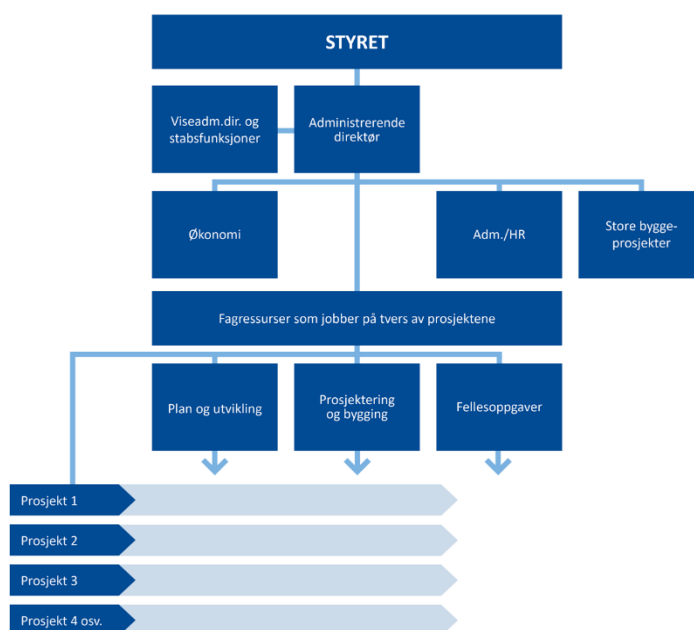 STYRET
Viseadm.dir. og
stabsfunksjoner
Administrerende
direktør
Økonomi
Adm./HR
Store bygge-
prosjekter
Fagressurser som jobber på tvers av prosjektene
Plan og utvikling
Prosjektering
og bygging
Fellesoppgaver
Prosjekt 1
Prosjekt 2
Prosjekt 3
Prosjekt 4 osv.